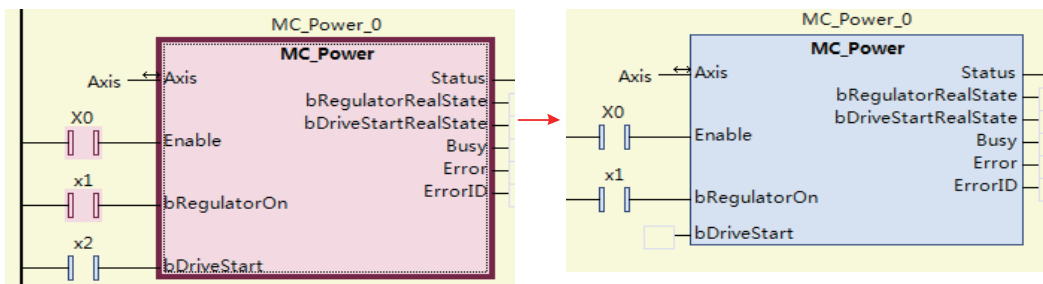 MC_Power_0
MC_Power
Axis
Axis
Status
bRegulatorRealState
X0
bDriveStartRealState
Enable
Busy
Error
x1
ErrorID
bRegulatorOn
x2
bDriveStart
MC_Power_0
MC_Power
Axis
Axis
Status
bRegulatorRealState
X0
bDriveStartRealState
Enable
Busy
Error
x1
ErrorID
bRegulatorOn
bDriveStart